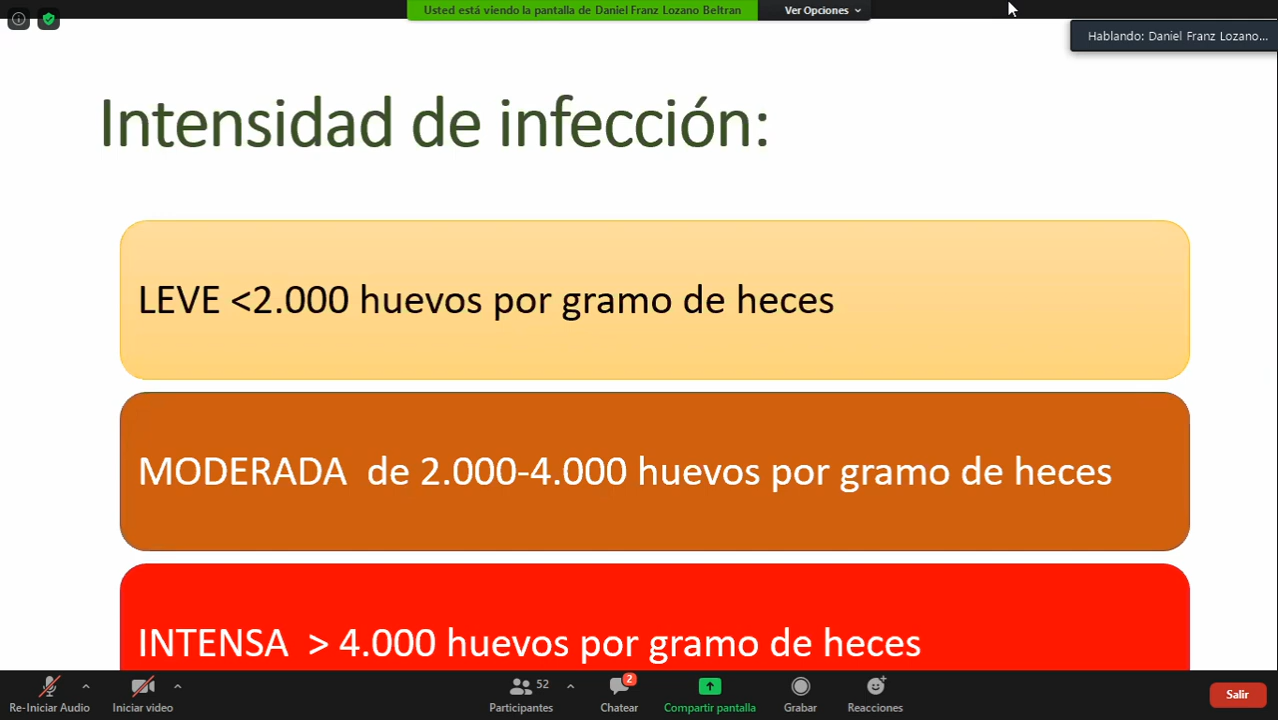 Usted está viendo la pantalla de Daniel Franz Lozano Beltran
Ver Opciones
Hablando: Daniel Franz Lozano...
Intensidad de infección:
LEVE <2.000 huevos por gramo de heces
MODERADA de 2.000-4.000 huevos por gramo de heces
INTENSA > 4.000 huevos por gramo de heces
52
2
Re-Iniciar Audio
Iniciar video
Participantes
Chatear
Compartir pantalla
Grabar
Reacciones
Salir